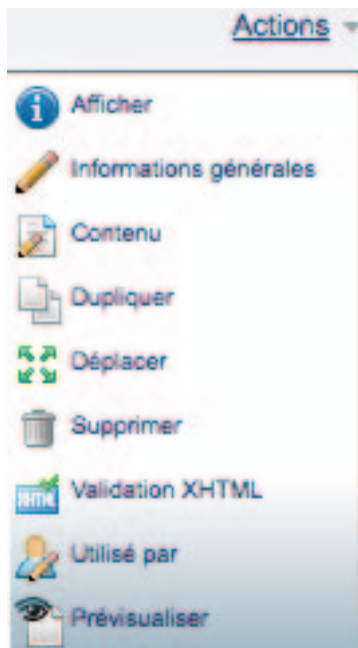 Actions
Afficher
Informations générales
Contenu
Dupliquer
Déplacer
Supprimer
XHTML Validation XHTML
Utilisé par
Prévisualiser